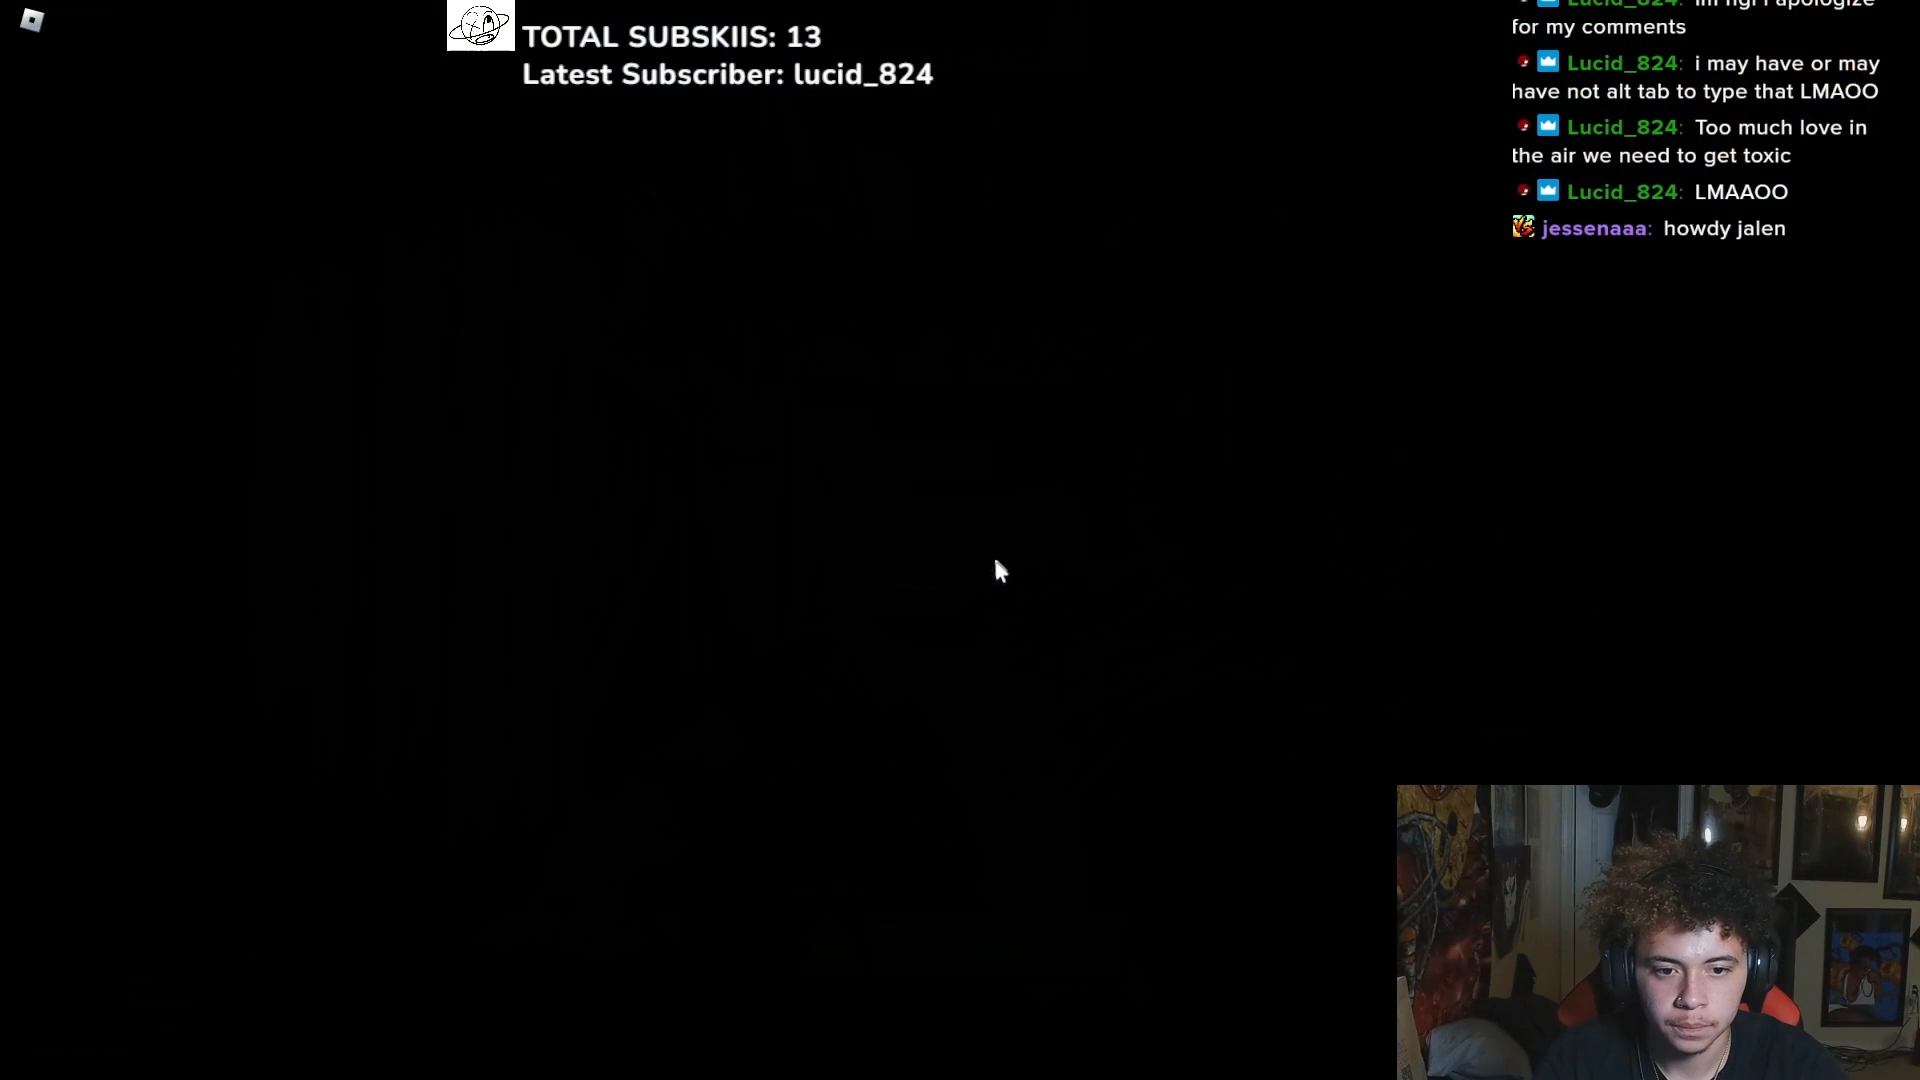 TOTAL SUBSKIIS: 13
Latest Subscriber: lucid_824
for my comments
Lucid_824: i may have or may
have not alt tab to type that LMAOO
Lucid_824: Too much love in
the air we need to get toxic
Lucid_824: LMAAOO
jessenaaa: howdy jalen